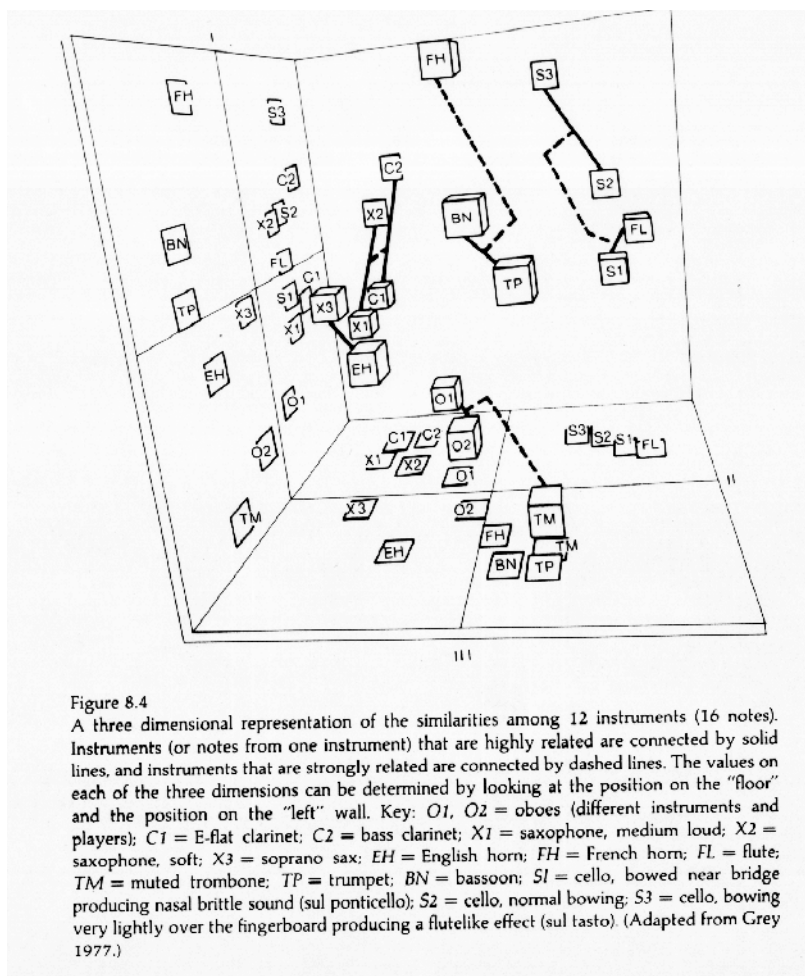 I
FH
S3
FH
S3
C2
C2
S2
X2
BN
FL
S2
X2
BN
FL
S1
TP
C1
TP
S1
X3
X3
C1
X1
X1
EH
EH
O1
O1
C1
C2
O2
S3
S2
S1
FL
O2
X1
X2
O1
II
X3
O2
TM
TM
FH
TM
EH
BN
TP
III
Figure 8.4
A three dimensional representation of the similarities among 12 instruments (16 notes).
Instruments (or notes from one instrument) that are highly related are connected by solid
lines, and instruments that are strongly related are connected by dashed lines. The values on
each of the three dimensions can be determined by looking at the position on the "floor"
and the position on the "left" wall. Key: O1, O2 = oboes (different instruments and
players); C1 = E-flat clarinet; C2 = bass clarinet; X1 = saxophone, medium loud; X2 =
saxophone, soft; X3 = soprano sax; EH = English horn; FH = French horn; FL = flute;
TM = muted trombone; TP = trumpet; BN = bassoon; SI = cello, bowed near bridge
producing nasal brittle sound (sul ponticello); S2 = cello, normal bowing; S3 = cello, bowing
very lightly over the fingerboard producing a flutelike effect (sul tasto). (Adapted from Grey
1977.)